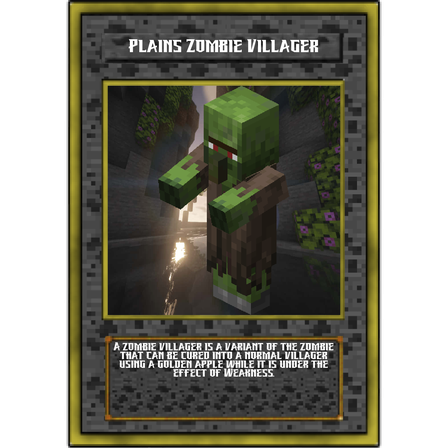 Plains Zombie Villager
A zombie villager is a variant of the zombie
that can be cured into a normal villager
using a golden apple while it is under the
effect of Weakness.